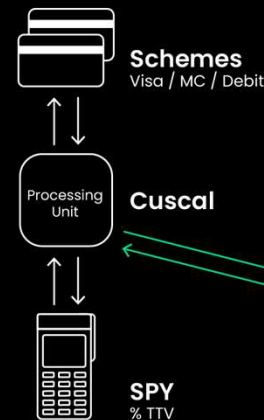 Schemes
Visa / MC / Debit
Processing
Unit
Cuscal
SPY
% TTV